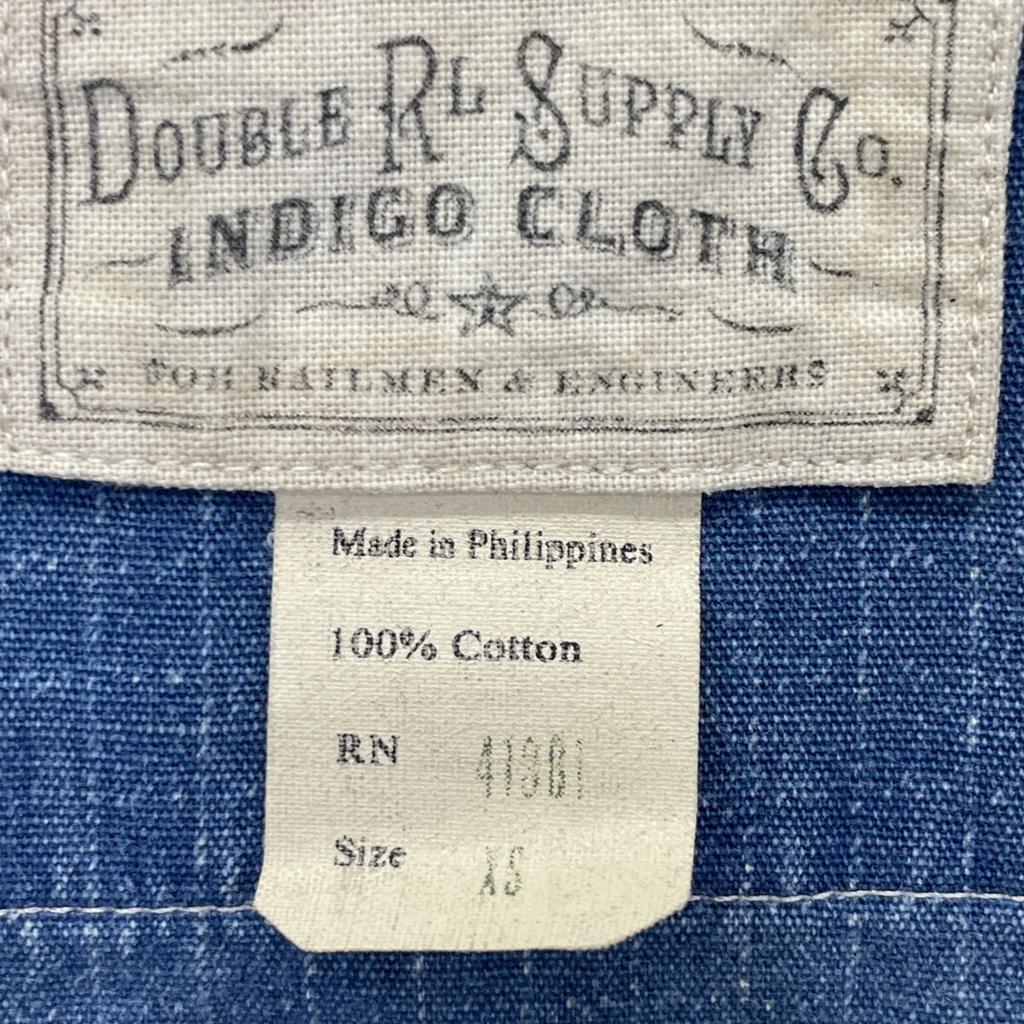 DOUBLE RL SUPPLY CO.
INDIGO CLOTH
FOR RAILMEN & ENGINEERS
Made in Philippines
100% Cotton
RN 41381
Size XS